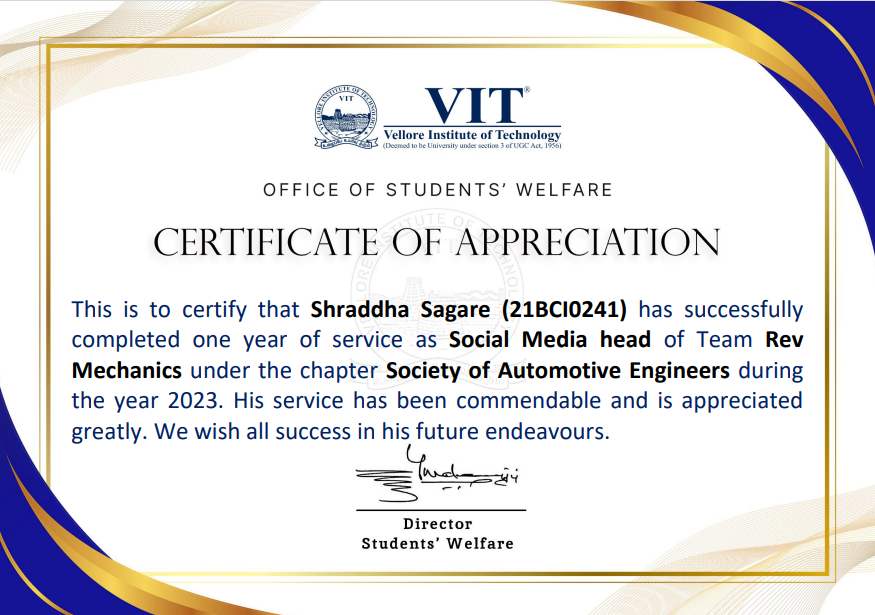 VELLORE INSTITUTE OF TECHNOLOGY
VIT
VIT®
Vellore Institute of Technology
(Deemed to be University under section 3 of UGC Act, 1956)
OFFICE OF STUDENTS’ WELFARE
CERTIFICATE OF APPRECIATION
This is to certify that Shraddha Sagare (21BCI0241) has successfully
completed one year of service as Social Media head of Team Rev
Mechanics under the chapter Society of Automotive Engineers during
the year 2023. His service has been commendable and is appreciated
greatly. We wish all success in his future endeavours.
Director
Students’ Welfare